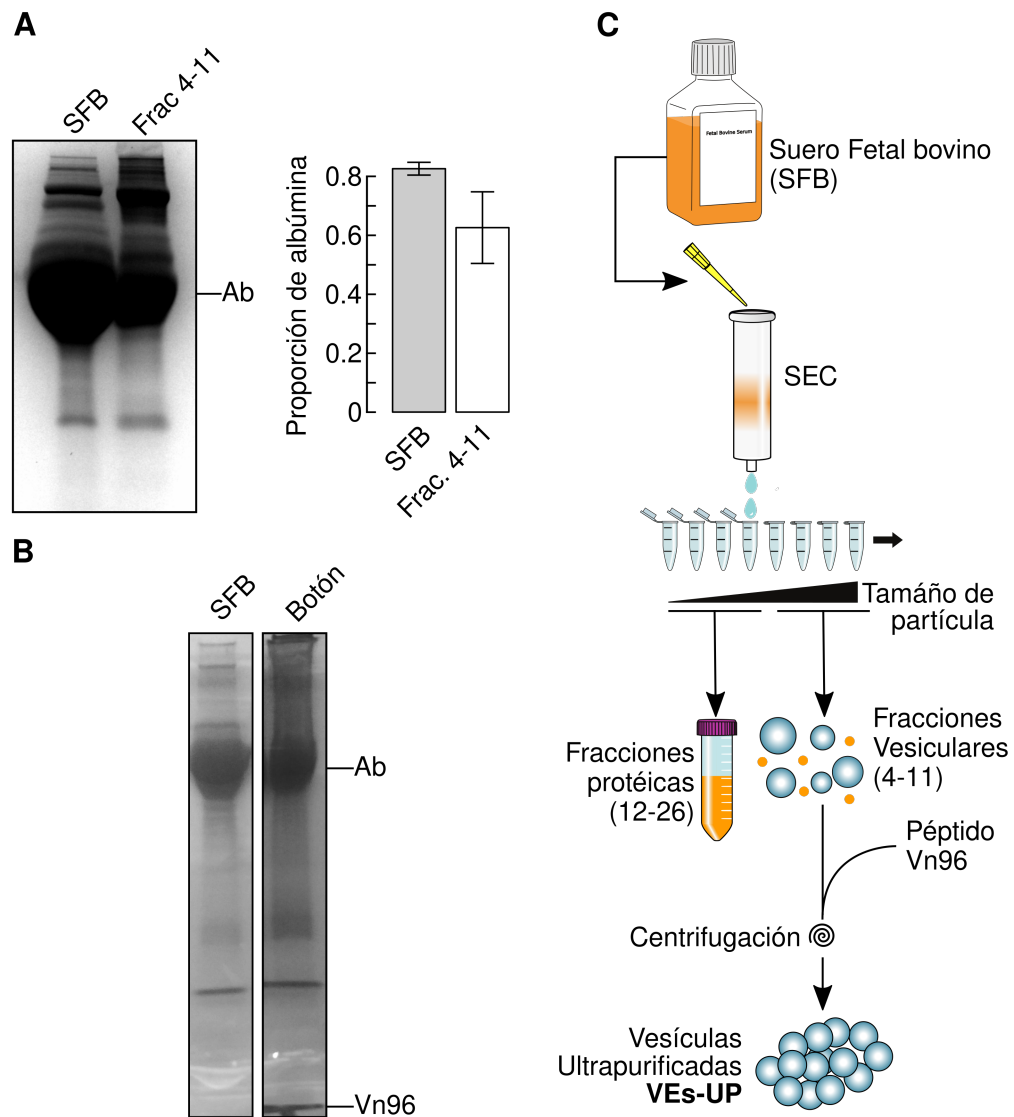 A
SFB
Frac 4-11
Ab
Proporción de albúmina
0.8
0.6
0.4
0.2
0
SFB
Frac. 4-11
B
SFB
Botón
Ab
Vn96
C
Fetal Bovine Serum
Suero Fetal bovino
(SFB)
SEC
Tamáño de
partícula
Fracciones
protéicas
(12-26)
Fracciones
Vesiculares
(4-11)
Péptido
Vn96
Centrifugación
Vesículas
Ultrapurificadas
VEs-UP